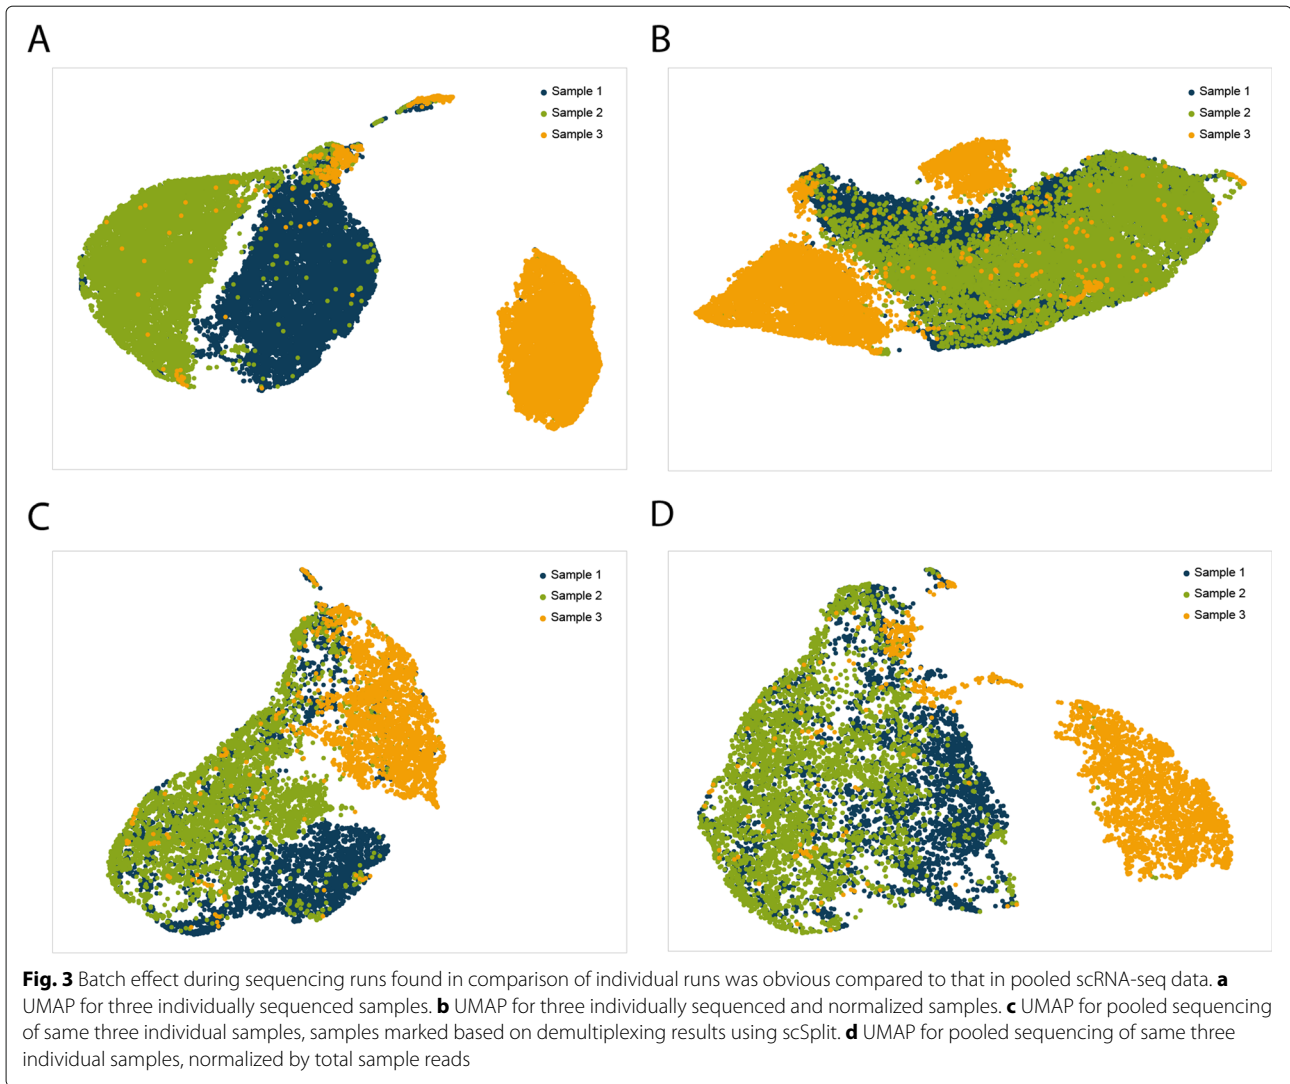 A
Sample 1
Sample 2
Sample 3
B
Sample 1
Sample 2
Sample 3
C
Sample 1
Sample 2
Sample 3
D
Sample 1
Sample 2
Sample 3
Fig. 3 Batch effect during sequencing runs found in comparison of individual runs was obvious compared to that in pooled scRNA-seq data. a
UMAP for three individually sequenced samples. b UMAP for three individually sequenced and normalized samples. c UMAP for pooled sequencing
of same three individual samples, samples marked based on demultiplexing results using scSplit. d UMAP for pooled sequencing of same three
individual samples, normalized by total sample reads